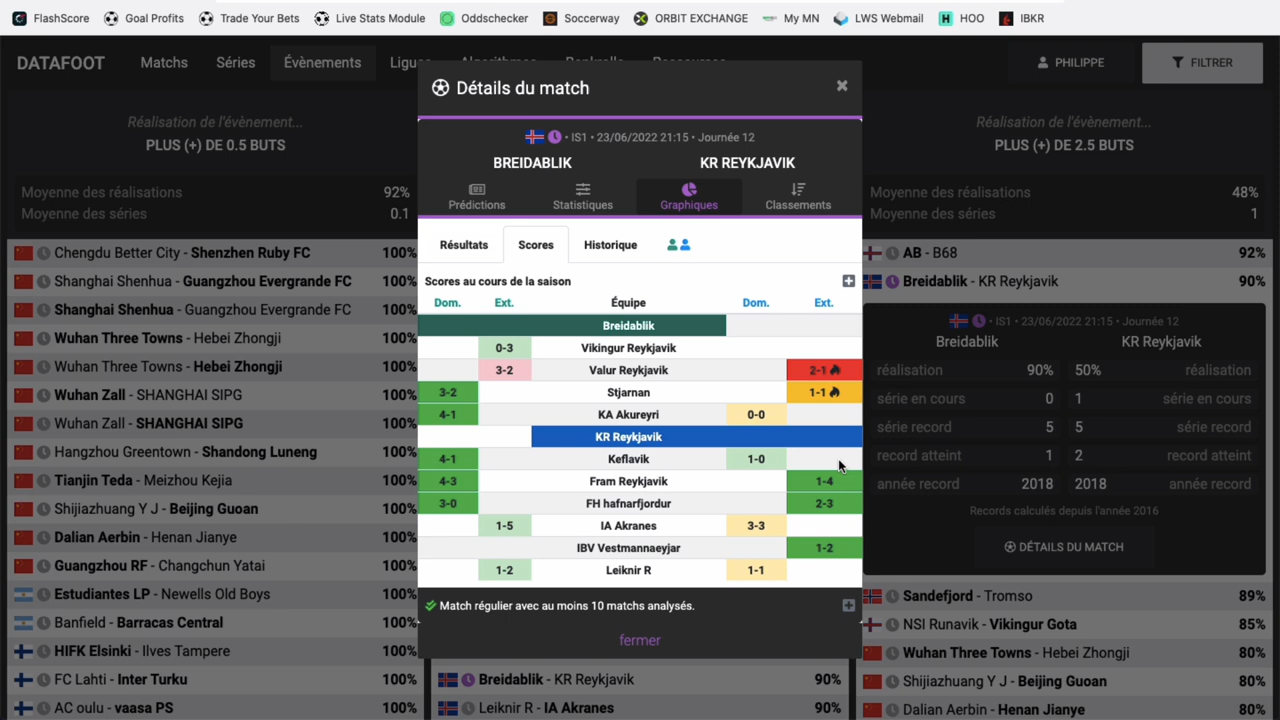 FlashScore Goal Profits Trade Your Bets Live Stats Module Oddschecker Soccerway ORBIT EXCHANGE My MN LWS Webmail HOO IBKR
DATAFOOT Matchs Séries Évènements PHILIPPE FILTRER
Réalisation de l'évènement...
PLUS (+) DE 0.5 BUTS
Moyenne des réalisations 92%
Moyenne des séries 0.1
Chengdu Better City - Shenzhen Ruby FC 100%
Shanghai Shenhua - Guangzhou Evergrande FC 100%
Shanghai Shenhua - Guangzhou Evergrande FC 100%
Wuhan Three Towns - Hebei Zhongji 100%
Wuhan Three Towns - Hebei Zhongji 100%
Wuhan Zall - SHANGHAI SIPG 100%
Wuhan Zall - SHANGHAI SIPG 100%
Hangzhou Greentown - Shandong Luneng 100%
Tianjin Teda - Meizhou Kejia 100%
Shijiazhuang Y J - Beijing Guoan 100%
Dalian Aerbin - Henan Jianye 100%
Guangzhou RF - Changchun Yatai 100%
Estudiantes LP - Newells Old Boys 100%
Banfield - Barracas Central 100%
HIFK Elsinki - Ilves Tampere 100%
FC Lahti - Inter Turku 100%
AC oulu - vaasa PS 100%
Détails du match ×
• IS1 • 23/06/2022 21:15 • Journée 12
BREIDABLIK KR REYKJAVIK
Prédictions Statistiques Graphiques Classements
Résultats Scores Historique
Scores au cours de la saison
Dom. Ext. Équipe Dom. Ext.
Breidablik
0-3 Vikingur Reykjavik
3-2 Valur Reykjavik 2-1
3-2 Stjarnan 1-1
4-1 KA Akureyri 0-0
KR Reykjavik
4-1 Keflavik 1-0
4-3 Fram Reykjavik 1-4
3-0 FH hafnarfjordur 2-3
1-5 IA Akranes 3-3
IBV Vestmannaeyjar 1-2
1-2 Leiknir R 1-1
Match régulier avec au moins 10 matchs analysés.
fermer
Breidablik - KR Reykjavik 90%
Leiknir R - IA Akranes 90%
Réalisation de l'évènement...
PLUS (+) DE 2.5 BUTS
Moyenne des réalisations 48%
Moyenne des séries 1
AB - B68 92%
Breidablik - KR Reykjavik 90%
• IS1 • 23/06/2022 21:15 • Journée 12
Breidablik KR Reykjavik
réalisation 90% 50% réalisation
série en cours 0 1 série en cours
série record 5 5 série record
record atteint 1 2 record atteint
année record 2018 2018 année record
Records calculés depuis l'année 2016
DÉTAILS DU MATCH
Sandefjord - Tromso 89%
NSI Runavik - Vikingur Gota 85%
Wuhan Three Towns - Hebei Zhongji 80%
Shijiazhuang Y J - Beijing Guoan 80%
Dalian Aerbin - Henan Jianye 80%